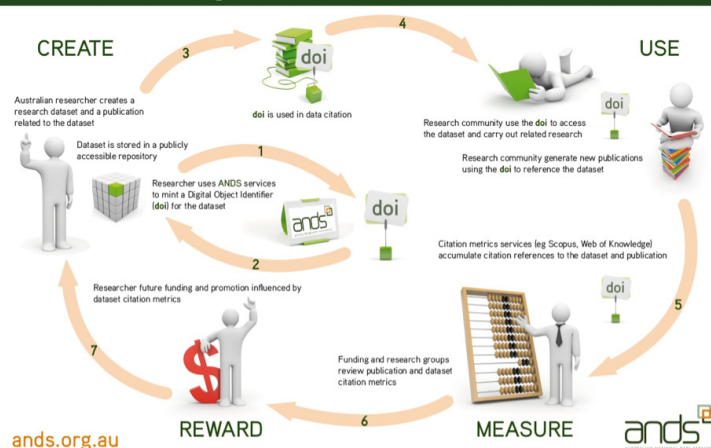 CREATE
3
4
USE
doi
doi is used in data citation
Australian researcher creates a
research dataset and a publication
related to the dataset
Dataset is stored in a publicly
accessible repository
1
Researcher uses ANDS services
to mint a Digital Object Identifier
(doi) for the dataset
ands
doi
2
doi
Research community use the doi to access
the dataset and carry out related research
Research community generate new publications
using the doi to reference the dataset
Citation metrics services (eg Scopus, Web of Knowledge)
accumulate citation references to the dataset and publication
doi
5
Researcher future funding and promotion influenced by
dataset citation metrics
7
$
Funding and research groups
review publication and dataset
citation metrics
6
REWARD
MEASURE
ands.org.au
ands